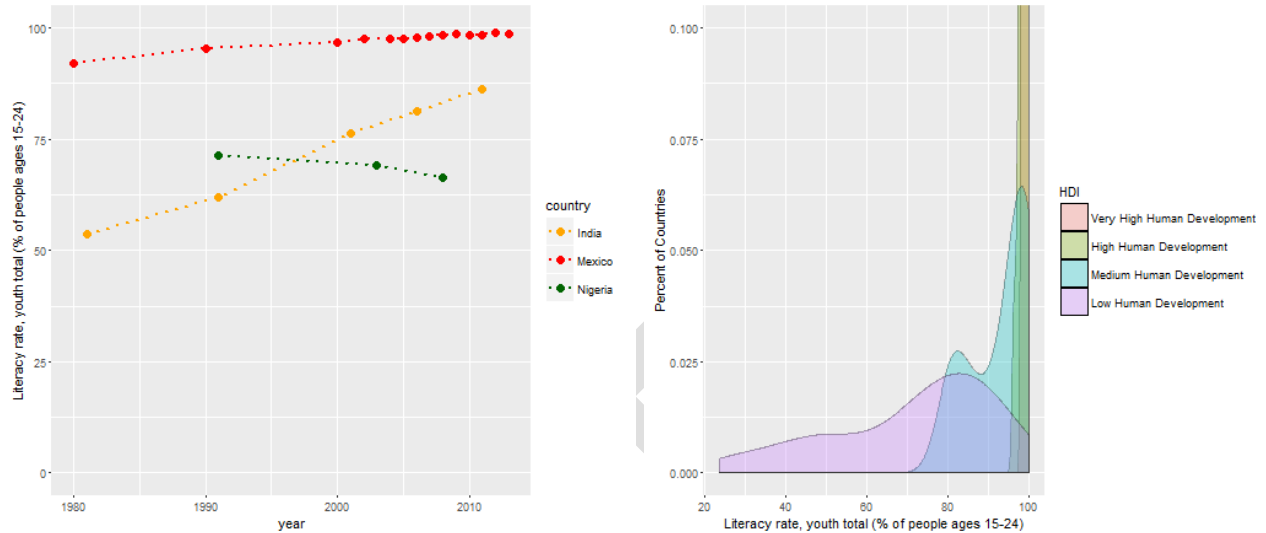 Literacy rate, youth total (% of people ages 15-24)
100
75
50
25
0
1980
1990
2000
2010
year
country
India
Mexico
Nigeria
Percent of Countries
0.100
0.075
0.050
0.025
0.000
20
40
60
80
100
Literacy rate, youth total (% of people ages 15-24)
HDI
Very High Human Development
High Human Development
Medium Human Development
Low Human Development